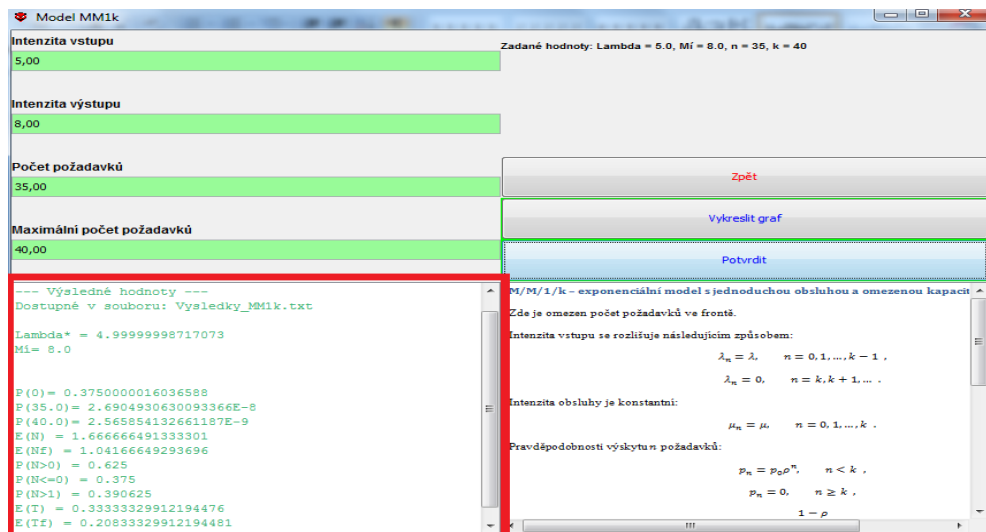 Model MM1k
Intenzita vstupu
5,00
Intenzita výstupu
8,00
Počet požadavků
35,00
Maximální počet požadavků
40,00
Zadané hodnoty: Lambda = 5.0, Mí = 8.0, n = 35, k = 40
Zpět
Vykreslit graf
Potvrdit
--- Výsledné hodnoty ---
Dostupné v souboru: Vysledky_MM1k.txt
Lambda* = 4.99999998717073
Mí= 8.0
P(0)= 0.3750000016036588
P(35.0)= 2.6904930630093366E-8
P(40.0)= 2.565854132661187E-9
E(N) = 1.666666491333301
E(Nf) = 1.04166649293696
P(N>0) = 0.625
P(N<=0) = 0.375
P(N>1) = 0.390625
E(T) = 0.33333329912194476
E(Tf) = 0.20833329912194481
M/M/1/k – exponenciální model s jednoduchou obsluhou a omezenou kapacit
Zde je omezen počet požadavků ve frontě.
Intenzita vstupu se rozlišuje následujícím způsobem:
λₙ = λ, n = 0,1,…,k − 1 ,
λₙ = 0, n = k,k + 1,… .
Intenzita obsluhy je konstantní:
μₙ = μ, n = 0,1,…,k .
Pravděpodobnosti výskytu n požadavků:
pₙ = p₀ρⁿ, n < k ,
pₙ = 0, n ≥ k ,
1 − ρ